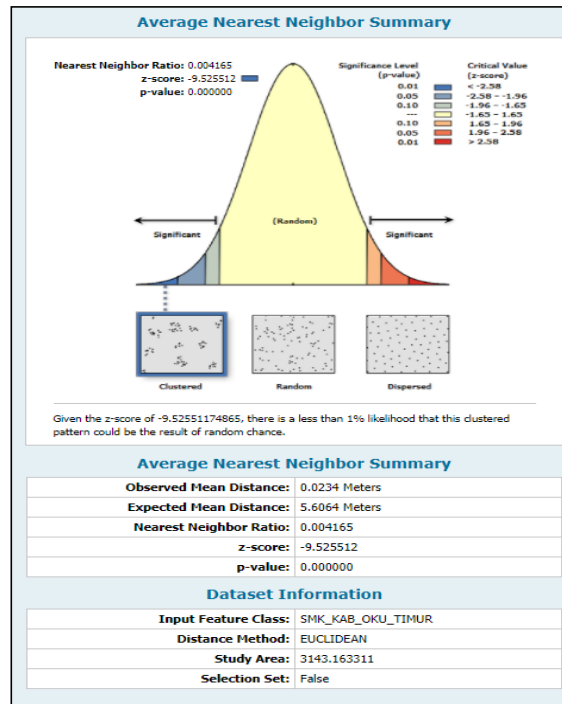 Average Nearest Neighbor Summary
Nearest Neighbor Ratio: 0.004165
z-score: -9.525512
p-value: 0.000000
Significance Level (p-value) Critical Value (z-score)
0.01 < -2.58
0.05 -2.58 – -1.96
0.10 -1.96 – -1.65
--- -1.65 – 1.65
0.10 1.65 – 1.96
0.05 1.96 – 2.58
0.01 > 2.58
(Random)
Significant Significant
Clustered Random Dispersed
Given the z-score of -9.52551174865, there is a less than 1% likelihood that this clustered
pattern could be the result of random chance.
Average Nearest Neighbor Summary
Observed Mean Distance: 0.0234 Meters
Expected Mean Distance: 5.6064 Meters
Nearest Neighbor Ratio: 0.004165
z-score: -9.525512
p-value: 0.000000
Dataset Information
Input Feature Class: SMK_KAB_OKU_TIMUR
Distance Method: EUCLIDEAN
Study Area: 3143.163311
Selection Set: False